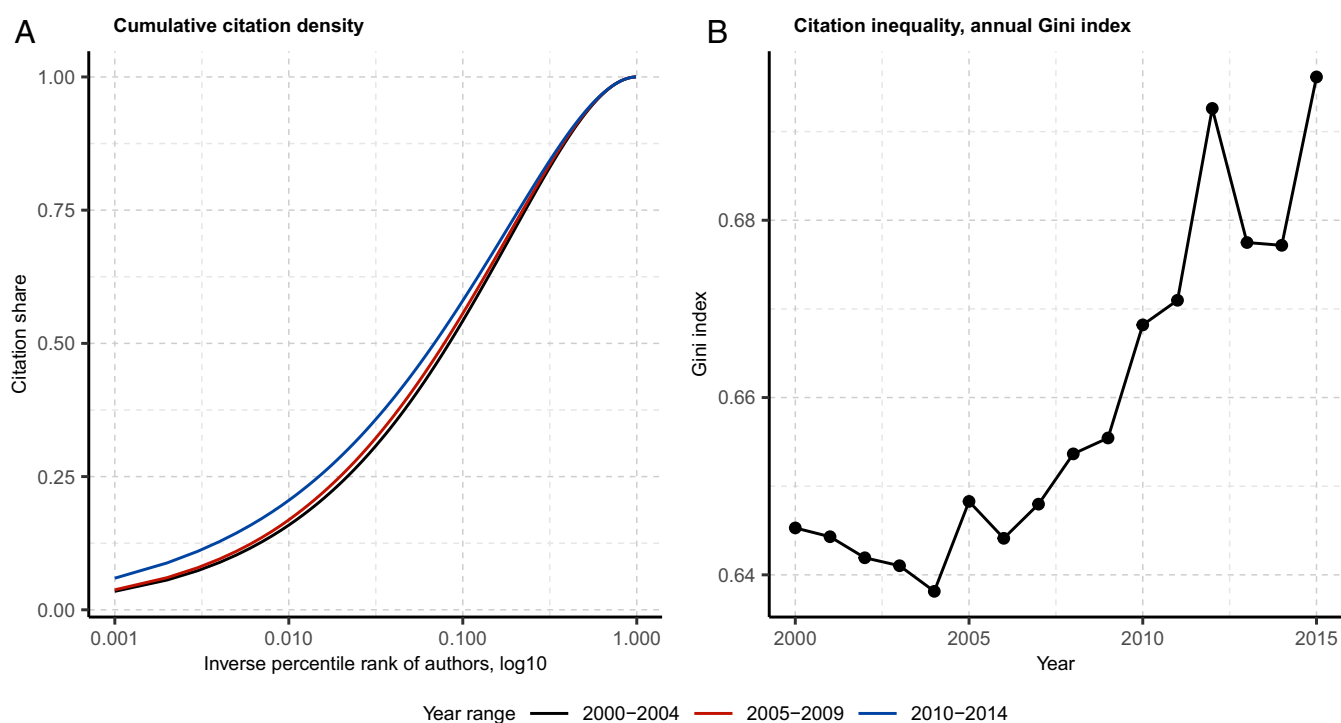 A
Cumulative citation density
1.00
0.75
0.50
0.25
0.00
Citation share
0.001
0.010
0.100
1.000
Inverse percentile rank of authors, log10
B
Citation inequality, annual Gini index
0.68
0.66
0.64
Gini index
2000
2005
2010
2015
Year
Year range
2000−2004
2005−2009
2010−2014